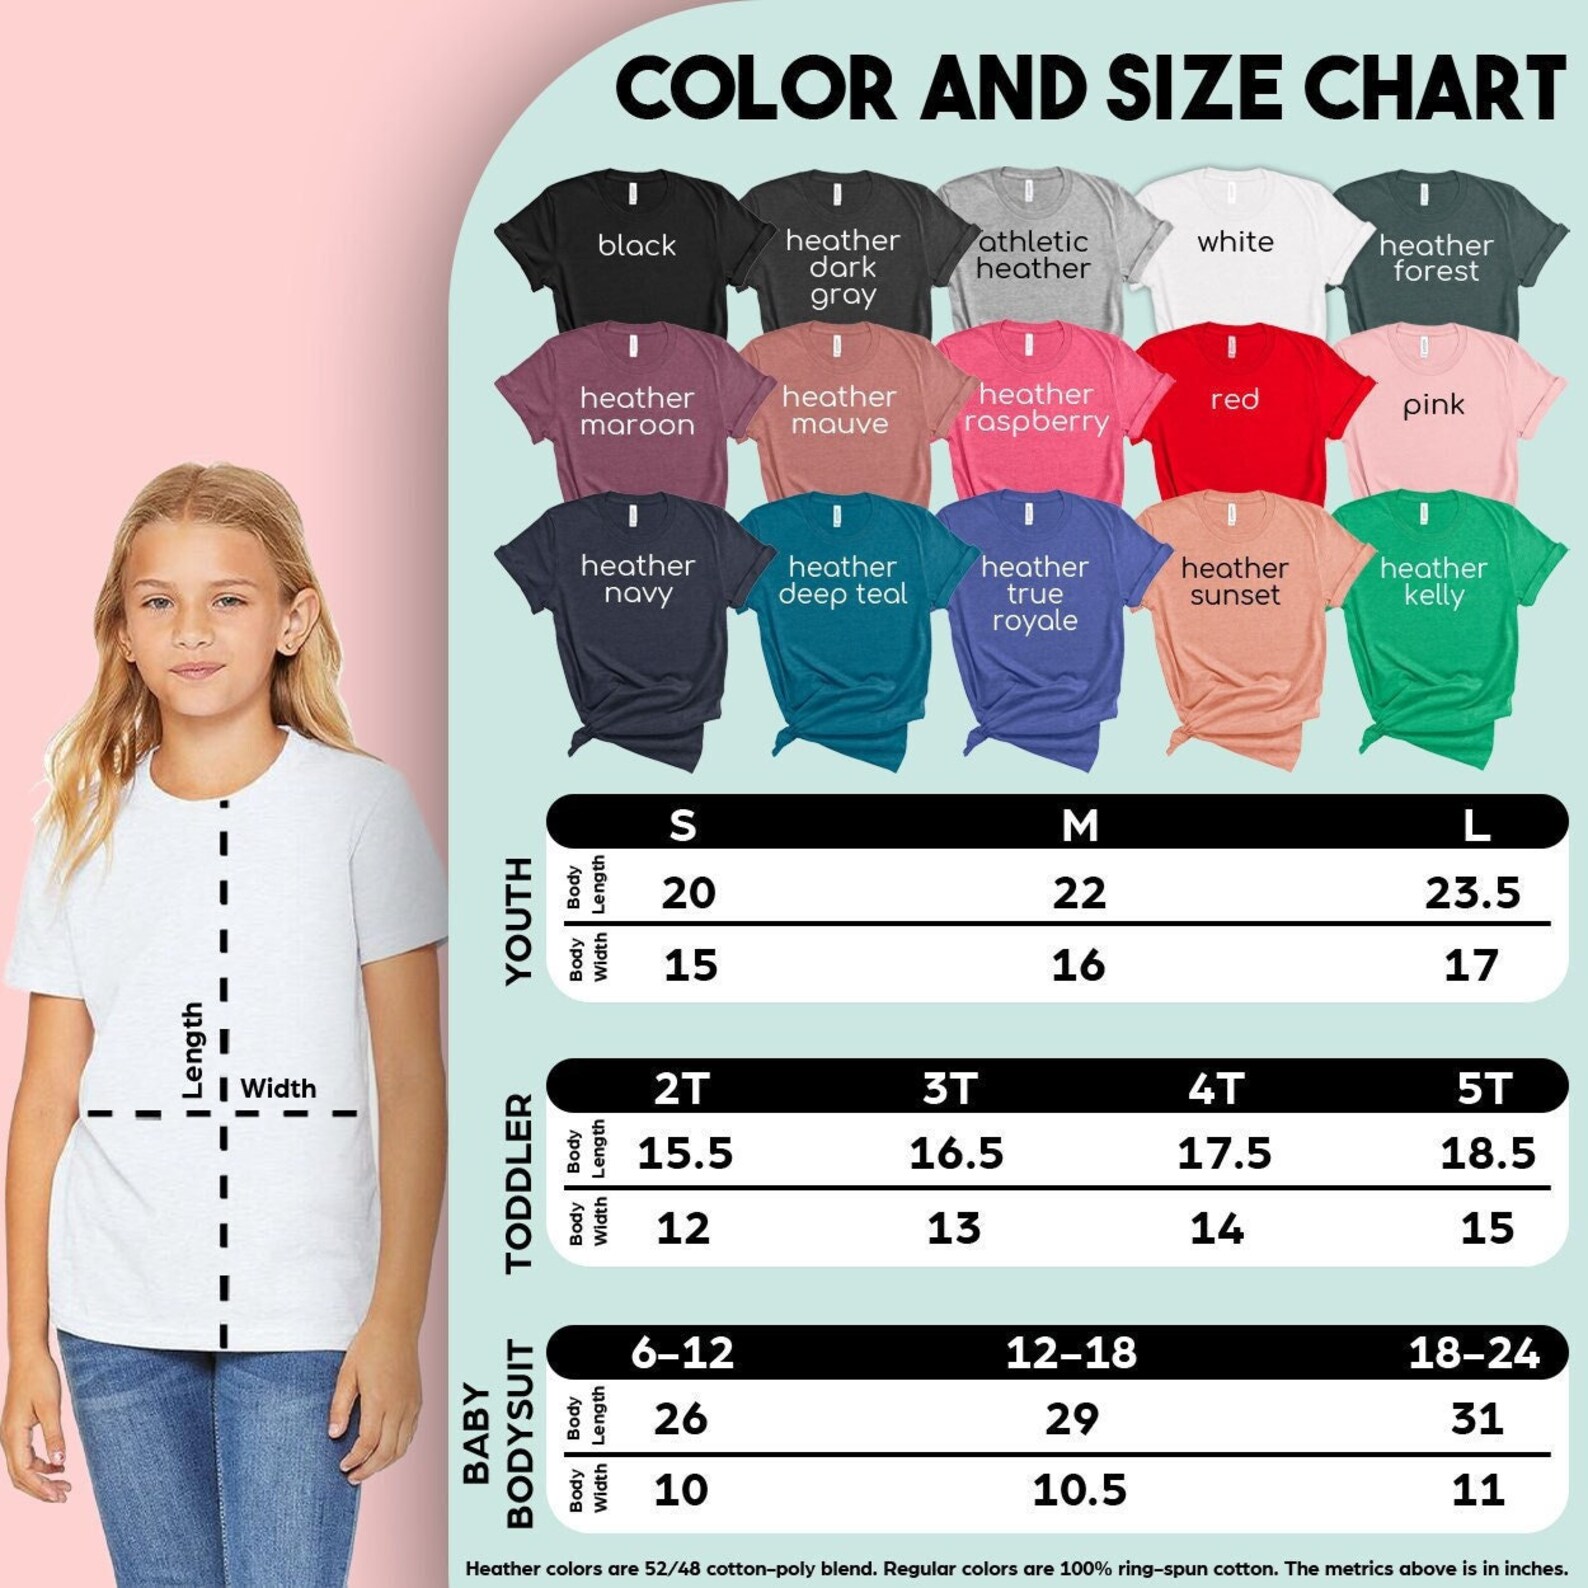 COLOR AND SIZE CHART
black
heather
dark
gray
athletic
heather
white
heather
forest
heather
maroon
heather
mauve
heather
raspberry
red
pink
heather
navy
heather
deep teal
heather
true
royale
heather
sunset
heather
kelly
Length
Width
YOUTH
S M L
Body
Length
20 22 23.5
Body
Width
15 16 17
TODDLER
2T 3T 4T 5T
Body
Length
15.5 16.5 17.5 18.5
Body
Width
12 13 14 15
BABY
BODYSUIT
6–12 12–18 18–24
Body
Length
26 29 31
Body
Width
10 10.5 11
Heather colors are 52/48 cotton-poly blend. Regular colors are 100% ring-spun cotton. The metrics above is in inches.